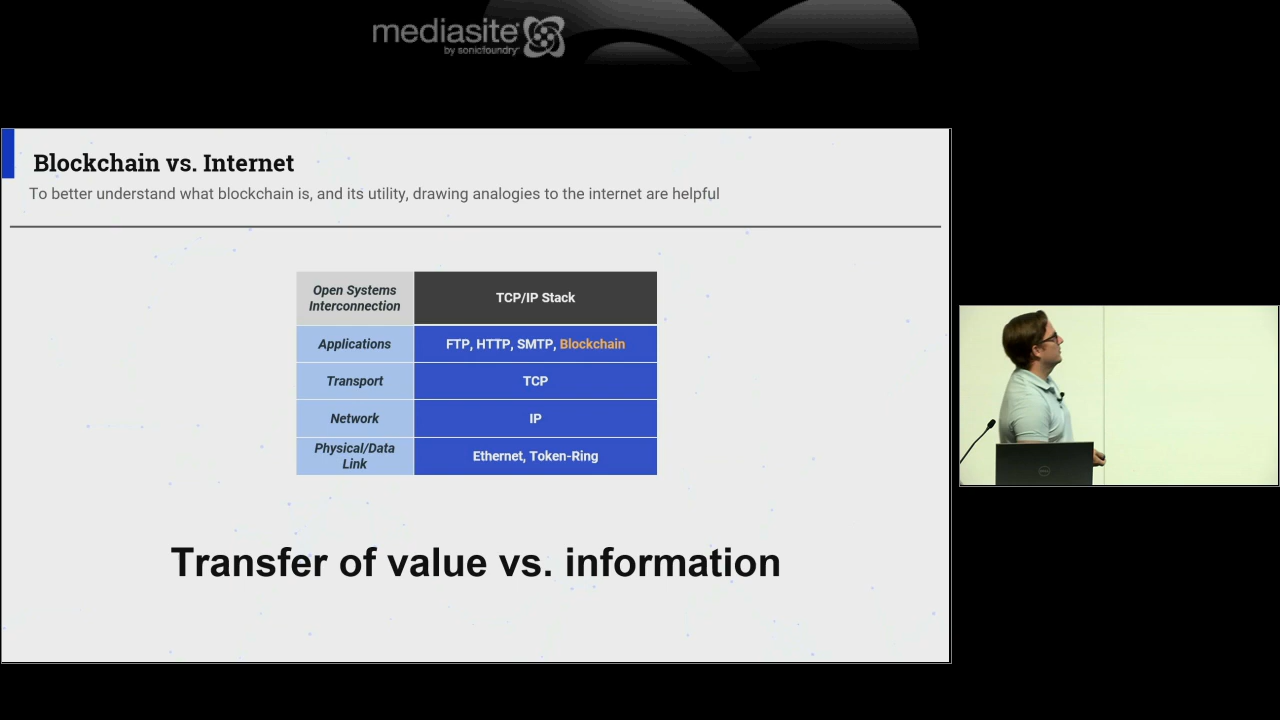 mediasite
by sonicfoundry
Blockchain vs. Internet
To better understand what blockchain is, and its utility, drawing analogies to the internet are helpful
Open Systems
Interconnection
TCP/IP Stack
Applications
FTP, HTTP, SMTP, Blockchain
Transport
TCP
Network
IP
Physical/Data
Link
Ethernet, Token-Ring
Transfer of value vs. information
DELL